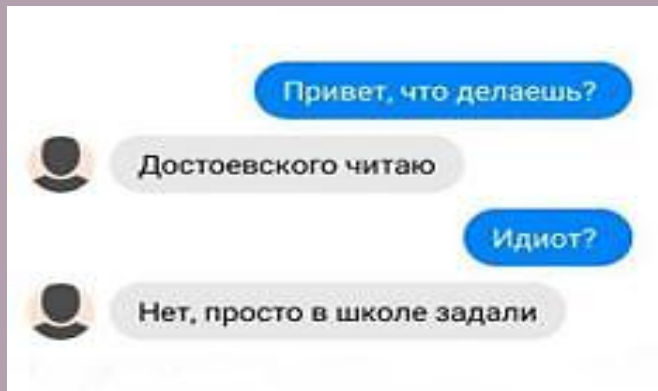 Привет, что делаешь?
Достоевского читаю
Идиот?
Нет, просто в школе задали